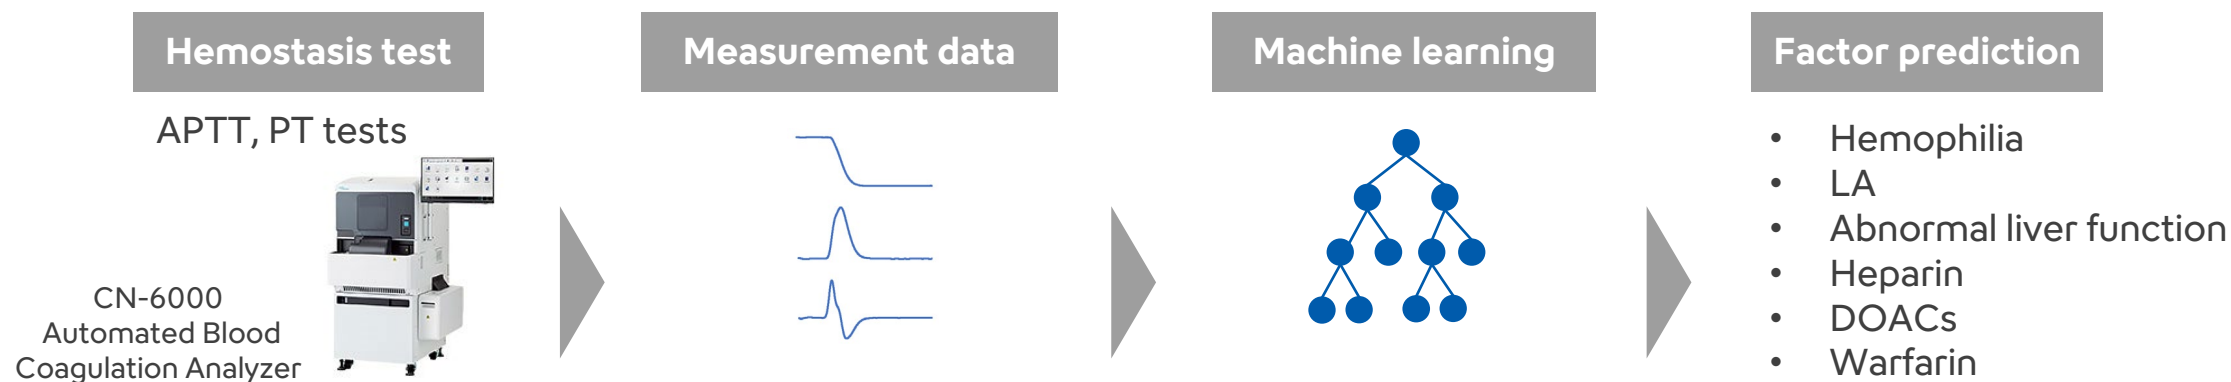 Hemostasis test
Measurement data
Machine learning
Factor prediction
APTT, PT tests
CN-6000
Automated Blood
Coagulation Analyzer
• Hemophilia
• LA
• Abnormal liver function
• Heparin
• DOACs
• Warfarin